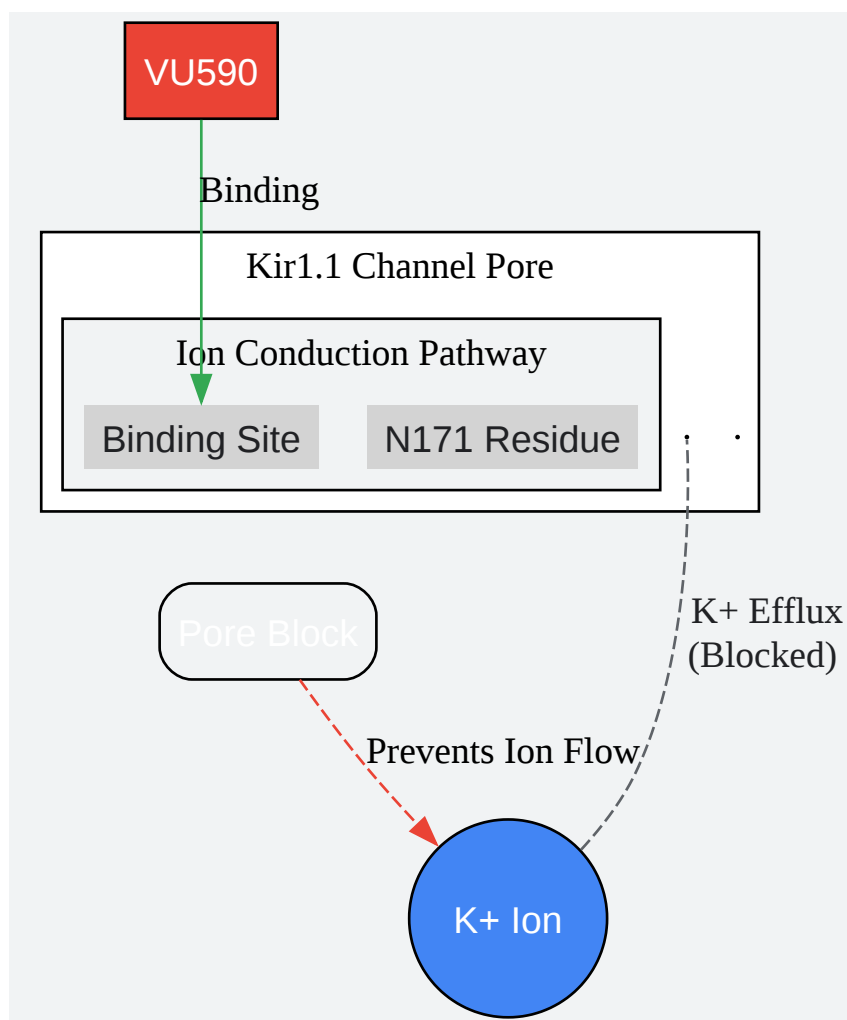 VU590
Binding
Kir1.1 Channel Pore
Ion Conduction Pathway
Binding Site
N171 Residue
Pore Block
K+ Efflux
(Blocked)
Prevents Ion Flow
K+ Ion